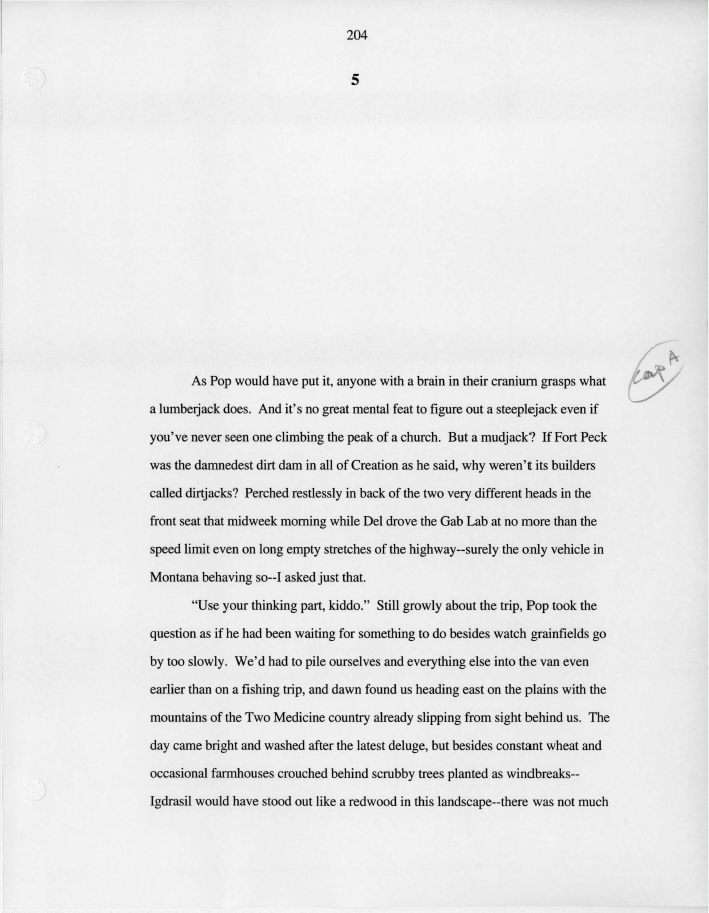 204
5
cap A
As Pop would have put it, anyone with a brain in their cranium grasps what
a lumberjack does.  And it's no great mental feat to figure out a steeplejack even if
you've never seen one climbing the peak of a church.  But a mudjack?  If Fort Peck
was the damnedest dirt dam in all of Creation as he said, why weren't its builders
called dirtjacks?  Perched restlessly in back of the two very different heads in the
front seat that midweek morning while Del drove the Gab Lab at no more than the
speed limit even on long empty stretches of the highway--surely the only vehicle in
Montana behaving so--I asked just that.
“Use your thinking part, kiddo.”  Still growly about the trip, Pop took the
question as if he had been waiting for something to do besides watch grainfields go
by too slowly.  We'd had to pile ourselves and everything else into the van even
earlier than on a fishing trip, and dawn found us heading east on the plains with the
mountains of the Two Medicine country already slipping from sight behind us.  The
day came bright and washed after the latest deluge, but besides constant wheat and
occasional farmhouses crouched behind scrubby trees planted as windbreaks--
Igdrasil would have stood out like a redwood in this landscape--there was not much